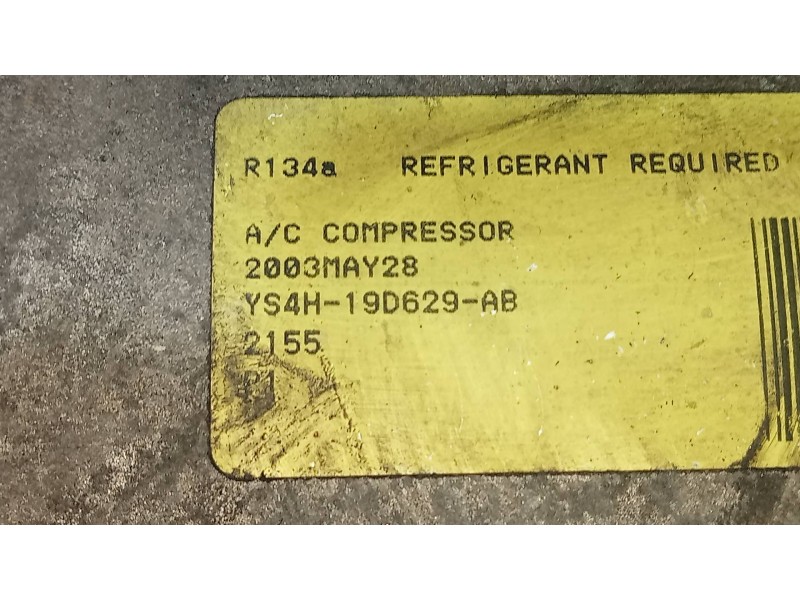 R134a REFRIGERANT REQUIRED
A/C COMPRESSOR
2003MAY28
YS4H-19D629-AB
2155